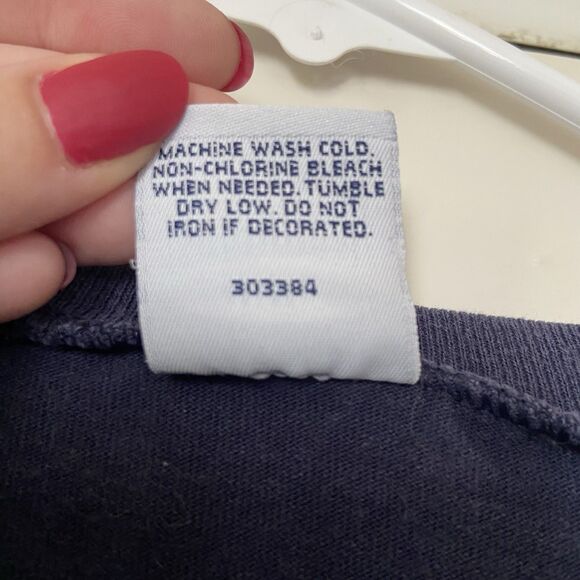 MACHINE WASH COLD.
NON-CHLORINE BLEACH
WHEN NEEDED. TUMBLE
DRY LOW. DO NOT
IRON IF DECORATED.
303384